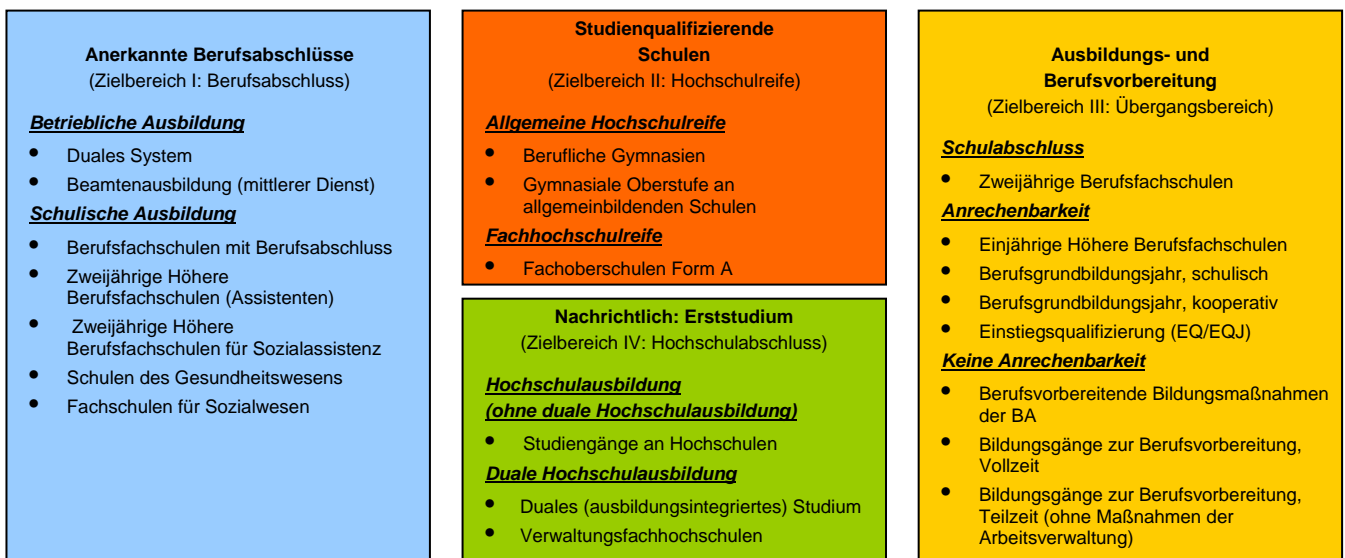 Anerkannte Berufsabschlüsse
(Zielbereich I: Berufsabschluss)
Betriebliche Ausbildung
• Duales System
• Beamtenausbildung (mittlerer Dienst)
Schulische Ausbildung
• Berufsfachschulen mit Berufsabschluss
• Zweijährige Höhere
Berufsfachschulen (Assistenten)
• Zweijährige Höhere
Berufsfachschulen für Sozialassistenz
• Schulen des Gesundheitswesens
• Fachschulen für Sozialwesen
Studienqualifizierende
Schulen
(Zielbereich II: Hochschulreife)
Allgemeine Hochschulreife
• Berufliche Gymnasien
• Gymnasiale Oberstufe an
allgemeinbildenden Schulen
Fachhochschulreife
• Fachoberschulen Form A
Nachrichtlich: Erststudium
(Zielbereich IV: Hochschulabschluss)
Hochschulausbildung
(ohne duale Hochschulausbildung)
• Studiengänge an Hochschulen
Duale Hochschulausbildung
• Duales (ausbildungsintegriertes) Studium
• Verwaltungsfachhochschulen
Ausbildungs- und
Berufsvorbereitung
(Zielbereich III: Übergangsbereich)
Schulabschluss
• Zweijährige Berufsfachschulen
Anrechenbarkeit
• Einjährige Höhere Berufsfachschulen
• Berufsgrundbildungsjahr, schulisch
• Berufsgrundbildungsjahr, kooperativ
• Einstiegsqualifizierung (EQ/EQJ)
Keine Anrechenbarkeit
• Berufsvorbereitende Bildungsmaßnahmen
der BA
• Bildungsgänge zur Berufsvorbereitung,
Vollzeit
• Bildungsgänge zur Berufsvorbereitung,
Teilzeit (ohne Maßnahmen der
Arbeitsverwaltung)